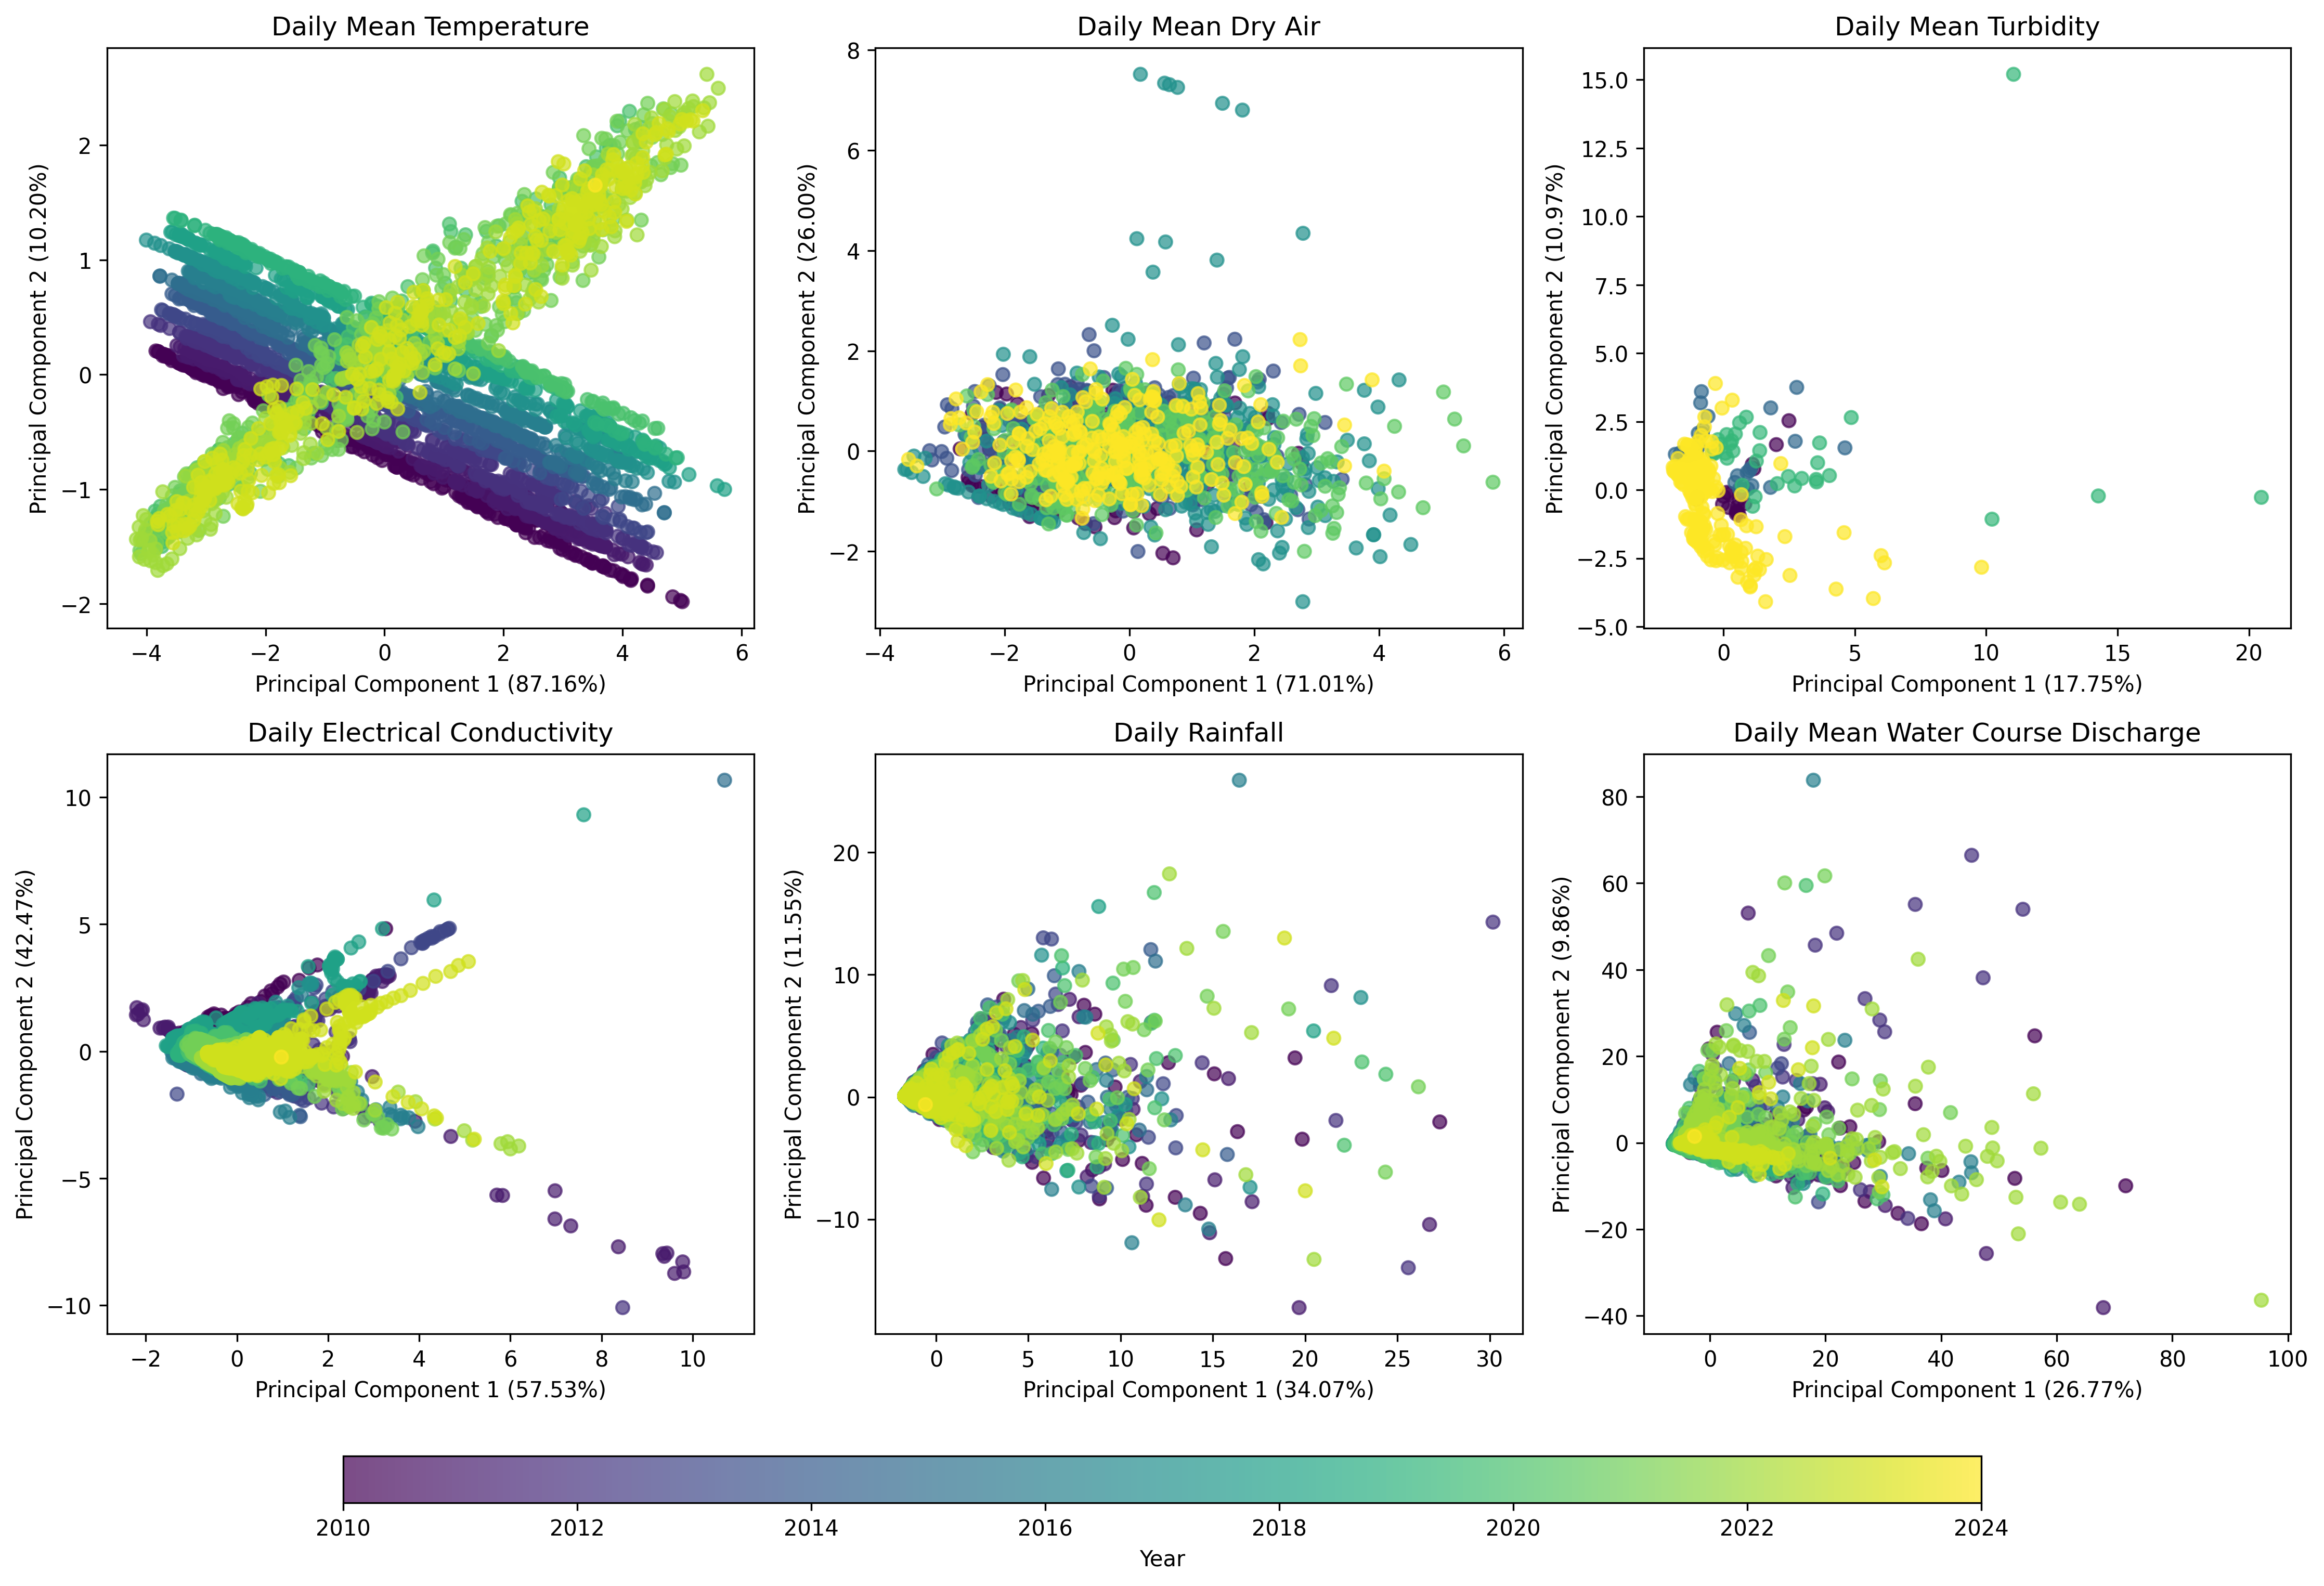 Daily Mean Temperature
Principal Component 2 (10.20%)
2
1
0
−1
−2
−4 −2 0 2 4 6
Principal Component 1 (87.16%)
Daily Mean Dry Air
Principal Component 2 (26.00%)
8
6
4
2
0
−2
−4 −2 0 2 4 6
Principal Component 1 (71.01%)
Daily Mean Turbidity
Principal Component 2 (10.97%)
15.0
12.5
10.0
7.5
5.0
2.5
0.0
−2.5
−5.0
0 5 10 15 20
Principal Component 1 (17.75%)
Daily Electrical Conductivity
Principal Component 2 (42.47%)
10
5
0
−5
−10
−2 0 2 4 6 8 10
Principal Component 1 (57.53%)
Daily Rainfall
Principal Component 2 (11.55%)
20
10
0
−10
0 5 10 15 20 25 30
Principal Component 1 (34.07%)
Daily Mean Water Course Discharge
Principal Component 2 (9.86%)
80
60
40
20
0
−20
−40
0 20 40 60 80 100
Principal Component 1 (26.77%)
2010 2012 2014 2016 2018 2020 2022 2024
Year